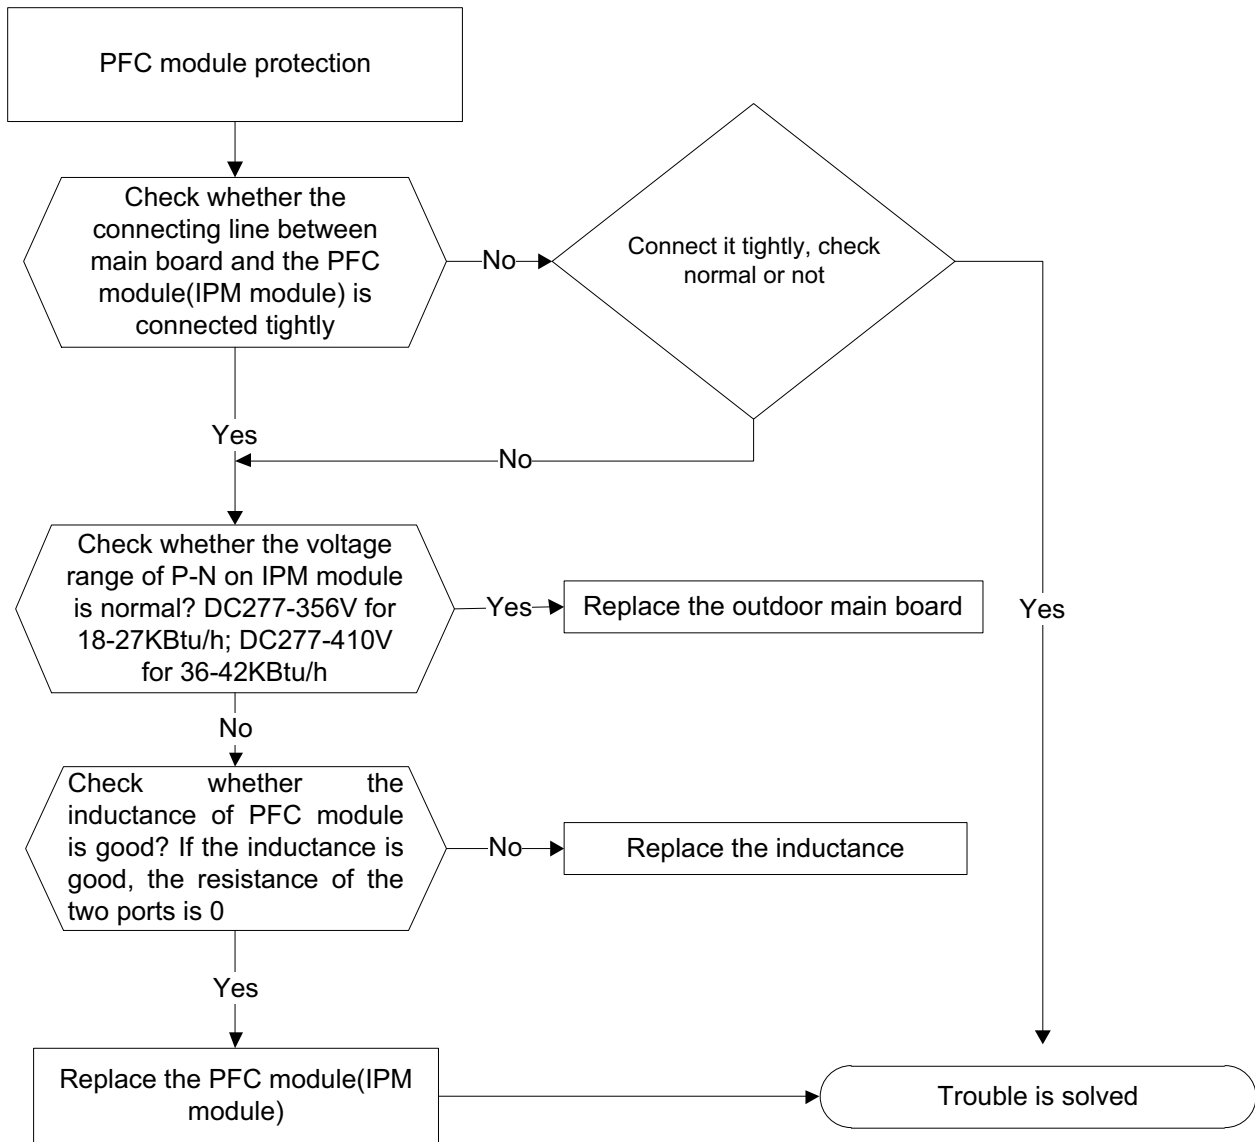 PFC module protection
Check whether the
connecting line between
main board and the PFC
module(IPM module) is
connected tightly
No
Connect it tightly, check
normal or not
Yes
No
Check whether the voltage
range of P-N on IPM module
is normal? DC277-356V for
18-27KBtu/h; DC277-410V
for 36-42KBtu/h
Yes
Replace the outdoor main board
Yes
No
Check whether the
inductance of PFC module
is good? If the inductance is
good, the resistance of the
two ports is 0
No
Replace the inductance
Yes
Replace the PFC module(IPM
module)
Trouble is solved